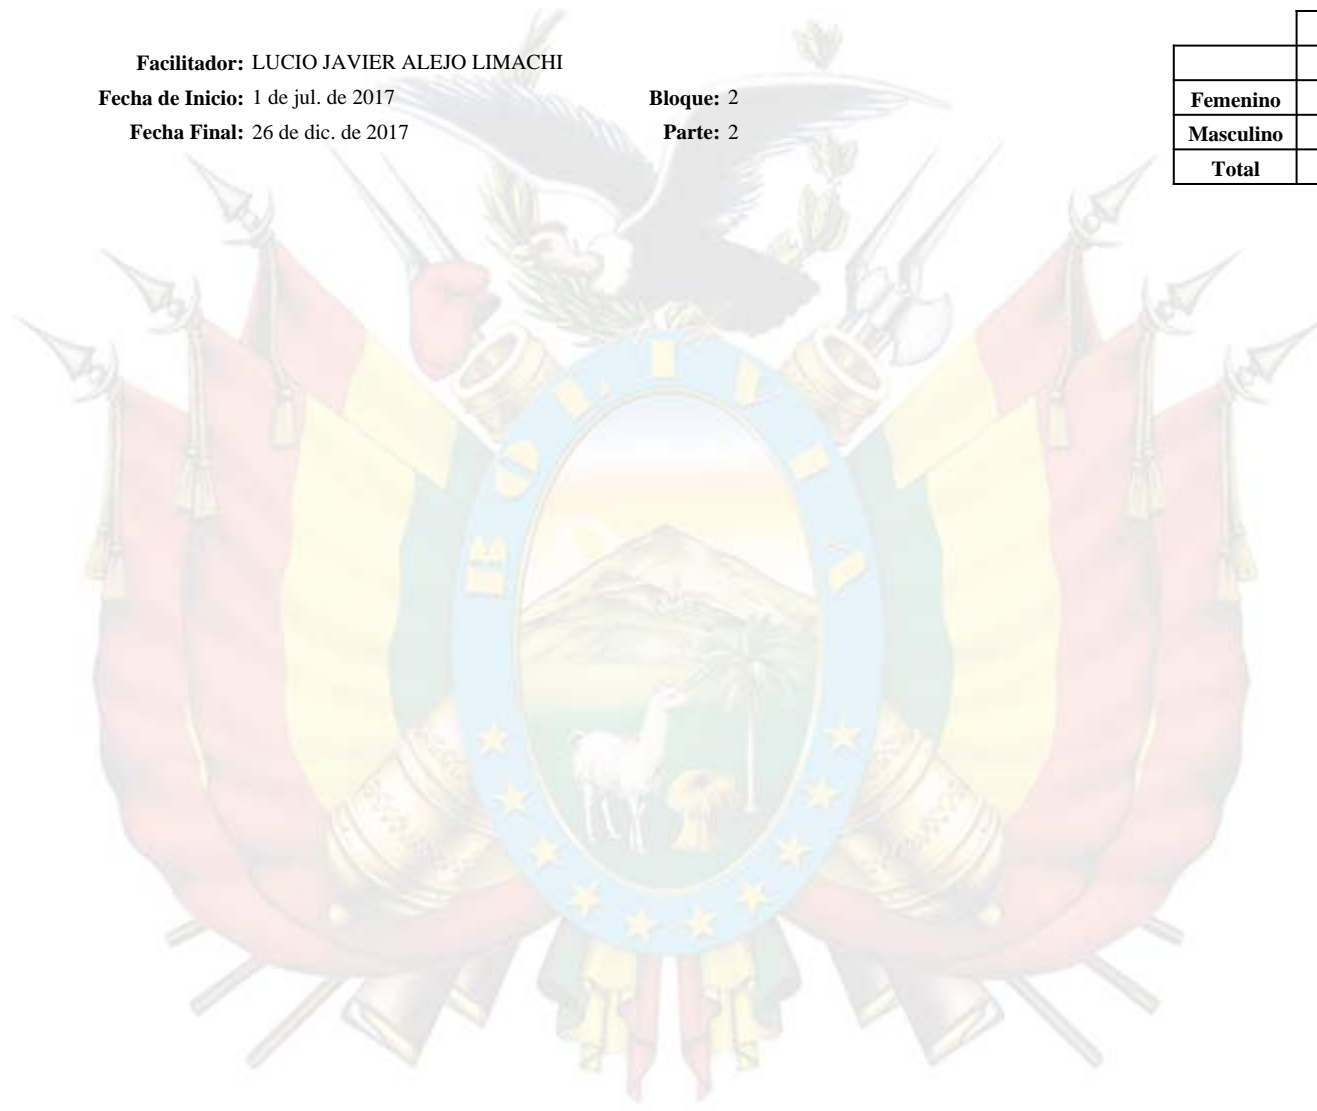 Facilitador: LUCIO JAVIER ALEJO LIMACHI
Fecha de Inicio: 1 de jul. de 2017 Bloque: 2
Fecha Final: 26 de dic. de 2017 Parte: 2
Femenino
Masculino
Total
BOLIVIA